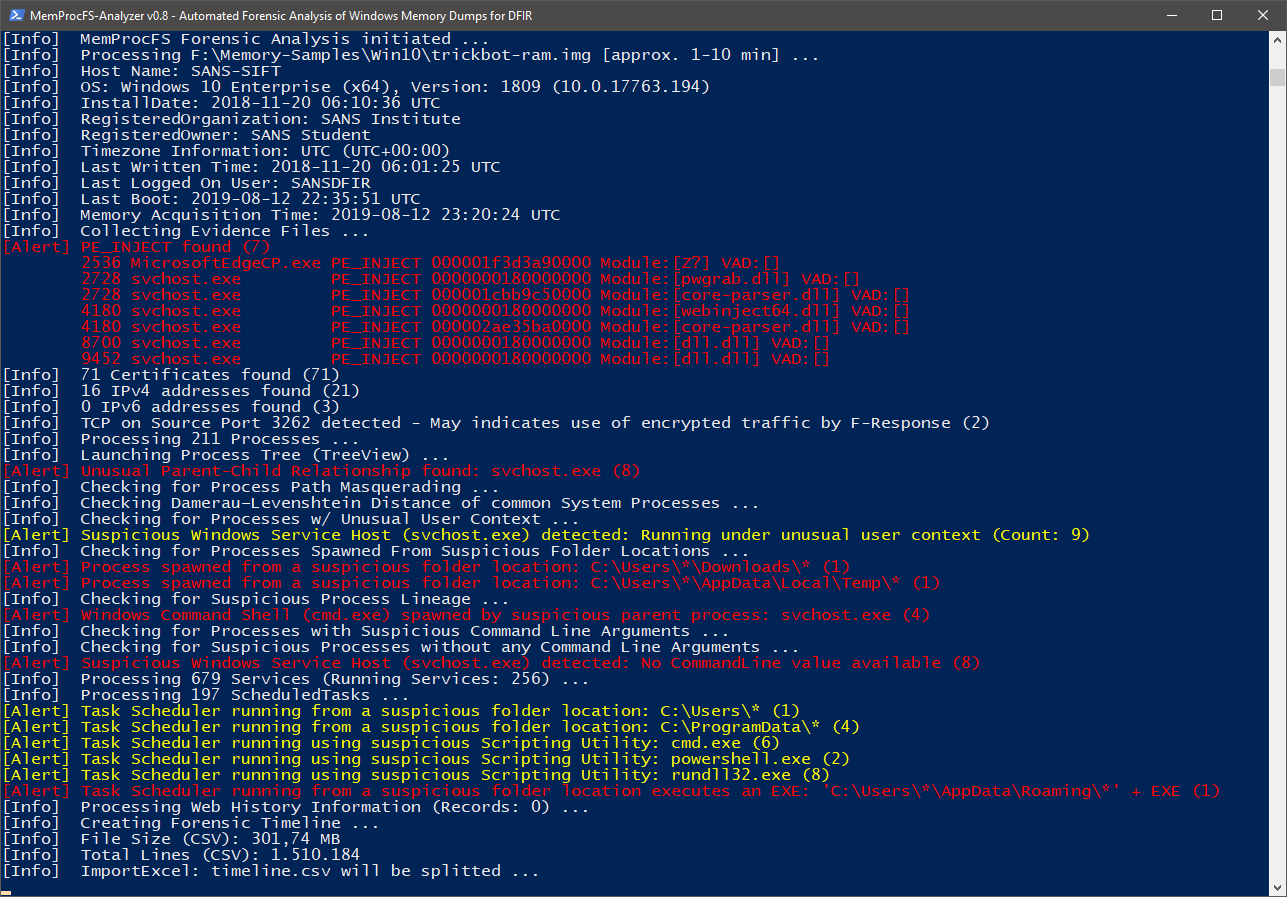 MemProcFS-Analyzer v0.8 - Automated Forensic Analysis of Windows Memory Dumps for DFIR
[Info]  MemProcFS Forensic Analysis initiated ...
[Info]  Processing F:\Memory-Samples\Win10\trickbot-ram.img [approx. 1-10 min] ...
[Info]  Host Name: SANS-SIFT
[Info]  OS: Windows 10 Enterprise (x64), Version: 1809 (10.0.17763.194)
[Info]  InstallDate: 2018-11-20 06:10:36 UTC
[Info]  RegisteredOrganization: SANS Institute
[Info]  RegisteredOwner: SANS Student
[Info]  Timezone Information: UTC (UTC+00:00)
[Info]  Last Written Time: 2018-11-20 06:01:25 UTC
[Info]  Last Logged On User: SANSDFIR
[Info]  Last Boot: 2019-08-12 22:35:51 UTC
[Info]  Memory Acquisition Time: 2019-08-12 23:20:24 UTC
[Info]  Collecting Evidence Files ...
[Alert] PE_INJECT found (7)
2536 MicrosoftEdgeCP.exe PE_INJECT 000001f3d3a90000 Module:[Z?] VAD:[]
2728 svchost.exe         PE_INJECT 0000000180000000 Module:[pwgrab.dll] VAD:[]
2728 svchost.exe         PE_INJECT 000001cbb9c50000 Module:[core-parser.dll] VAD:[]
4180 svchost.exe         PE_INJECT 0000000180000000 Module:[webinject64.dll] VAD:[]
4180 svchost.exe         PE_INJECT 000002ae35ba0000 Module:[core-parser.dll] VAD:[]
8700 svchost.exe         PE_INJECT 0000000180000000 Module:[dll.dll] VAD:[]
9452 svchost.exe         PE_INJECT 0000000180000000 Module:[dll.dll] VAD:[]
[Info]  71 Certificates found (71)
[Info]  16 IPv4 addresses found (21)
[Info]  0 IPv6 addresses found (3)
[Info]  TCP on Source Port 3262 detected - May indicates use of encrypted traffic by F-Response (2)
[Info]  Processing 211 Processes ...
[Info]  Launching Process Tree (TreeView) ...
[Alert] Unusual Parent-Child Relationship found: svchost.exe (8)
[Info]  Checking for Process Path Masquerading ...
[Info]  Checking Damerau-Levenshtein Distance of common System Processes ...
[Info]  Checking for Processes w/ Unusual User Context ...
[Alert] Suspicious Windows Service Host (svchost.exe) detected: Running under unusual user context (Count: 9)
[Info]  Checking for Processes Spawned From Suspicious Folder Locations ...
[Alert] Process spawned from a suspicious folder location: C:\Users\*\Downloads\* (1)
[Alert] Process spawned from a suspicious folder location: C:\Users\*\AppData\Local\Temp\* (1)
[Info]  Checking for Suspicious Process Lineage ...
[Alert] Windows Command Shell (cmd.exe) spawned by suspicious parent process: svchost.exe (4)
[Info]  Checking for Processes with Suspicious Command Line Arguments ...
[Info]  Checking for Suspicious Processes without any Command Line Arguments ...
[Alert] Suspicious Windows Service Host (svchost.exe) detected: No CommandLine value available (8)
[Info]  Processing 679 Services (Running Services: 256) ...
[Info]  Processing 197 ScheduledTasks ...
[Alert] Task Scheduler running from a suspicious folder location: C:\Users\* (1)
[Alert] Task Scheduler running from a suspicious folder location: C:\ProgramData\* (4)
[Alert] Task Scheduler running using suspicious Scripting Utility: cmd.exe (6)
[Alert] Task Scheduler running using suspicious Scripting Utility: powershell.exe (2)
[Alert] Task Scheduler running using suspicious Scripting Utility: rundll32.exe (8)
[Alert] Task Scheduler running from a suspicious folder location executes an EXE: 'C:\Users\*\AppData\Roaming\*' + EXE (1)
[Info]  Processing Web History Information (Records: 0) ...
[Info]  Creating Forensic Timeline ...
[Info]  File Size (CSV): 301,74 MB
[Info]  Total Lines (CSV): 1.510.184
[Info]  ImportExcel: timeline.csv will be splitted ...